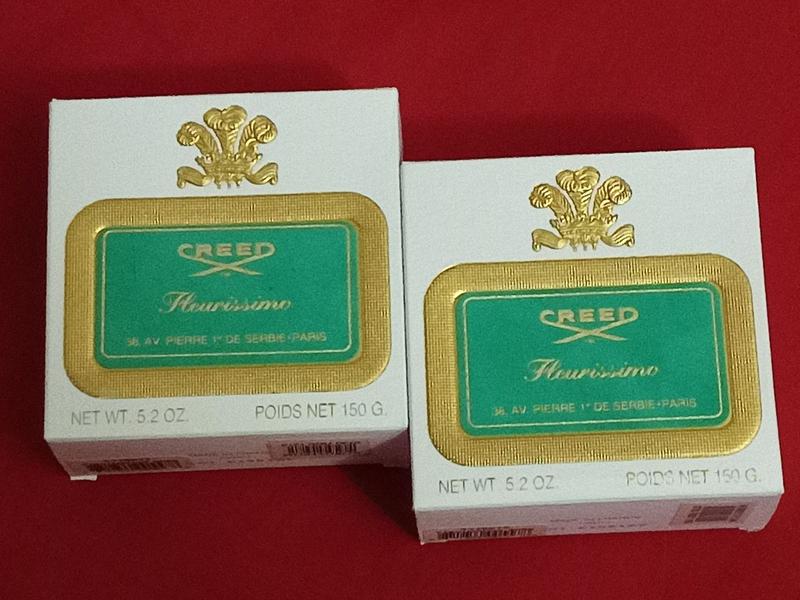 CREED
Fleurissimo
38, AV. PIERRE 1er DE SERBIE·PARIS
NET WT. 5.2 OZ. POIDS NET 150 G.
CREED
Fleurissimo
38, AV. PIERRE 1er DE SERBIE·PARIS
NET WT. 5.2 OZ. POIDS NET 150 G.